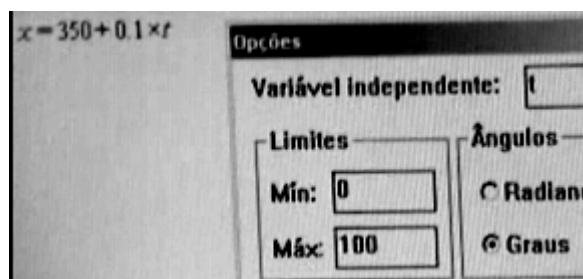 x = 350 + 0.1 × t
Opções
Variável independente: t
Limites
Ângulos
Mín: 0
Máx: 100
Graus